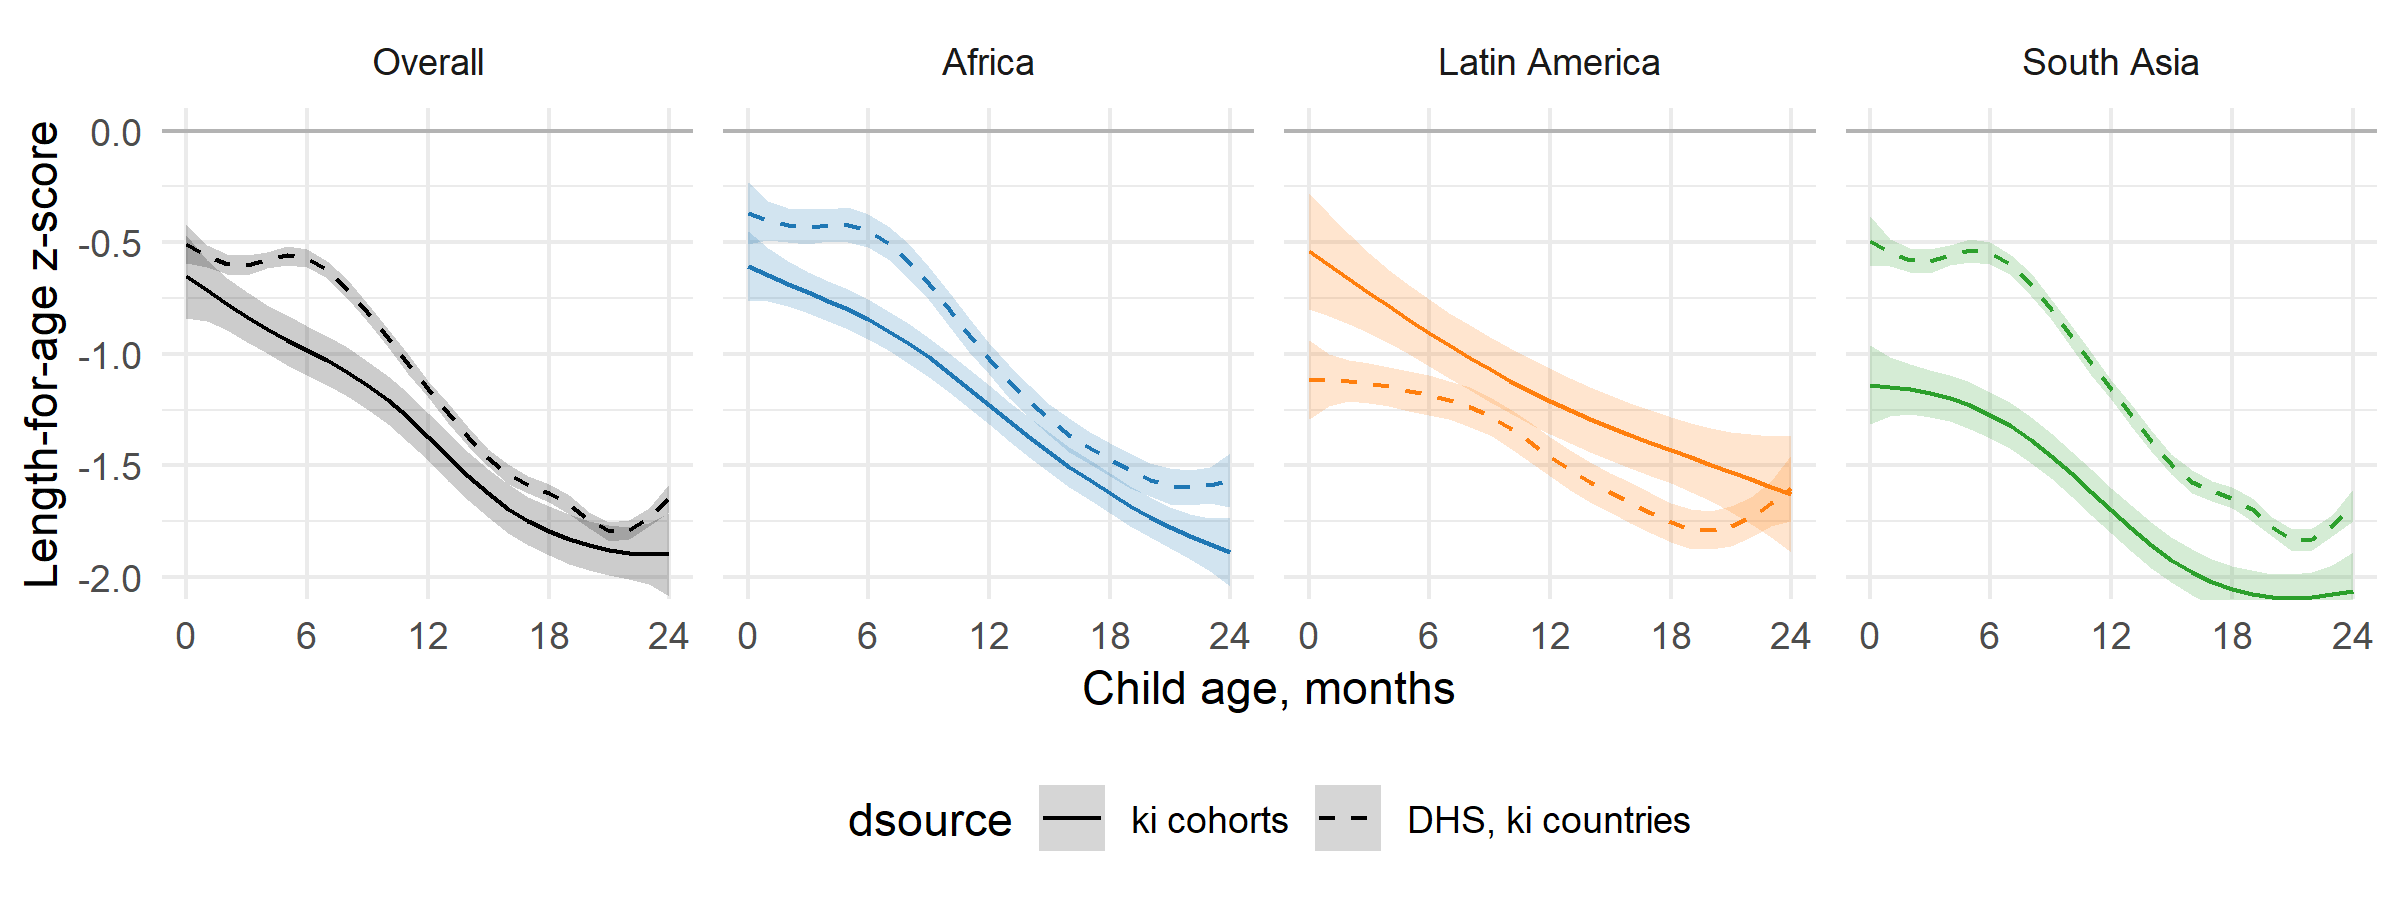 Overall Africa Latin America South Asia
Length-for-age z-score
0.0
-0.5
-1.0
-1.5
-2.0
0 6 12 18 24 0 6 12 18 24 0 6 12 18 24 0 6 12 18 24
Child age, months
dsource ki cohorts DHS, ki countries